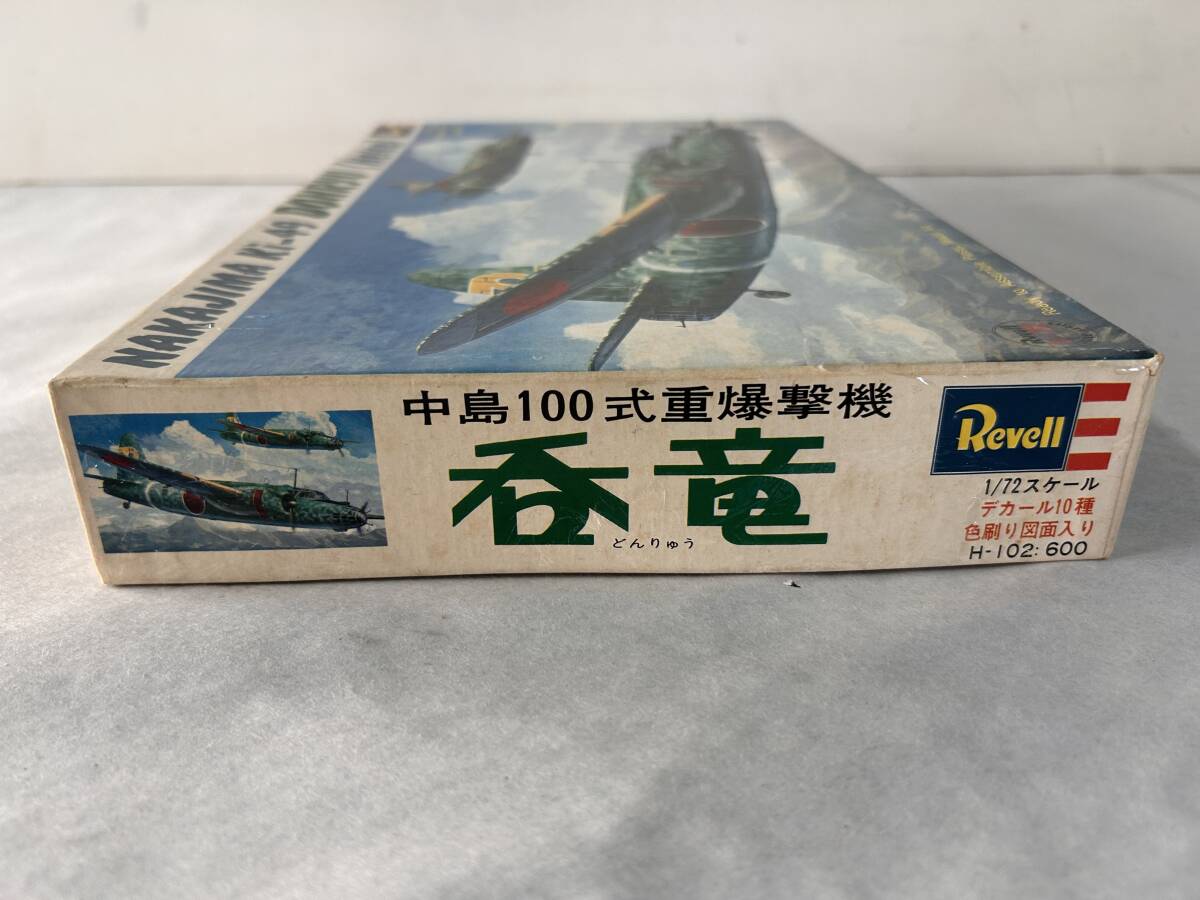 NAKAJIMA Ki-49 DONRYU
中島100式重爆撃機
呑竜
どんりゅう
Revell
1/72スケール
デカール10種
色刷り図面入り
H-102:600